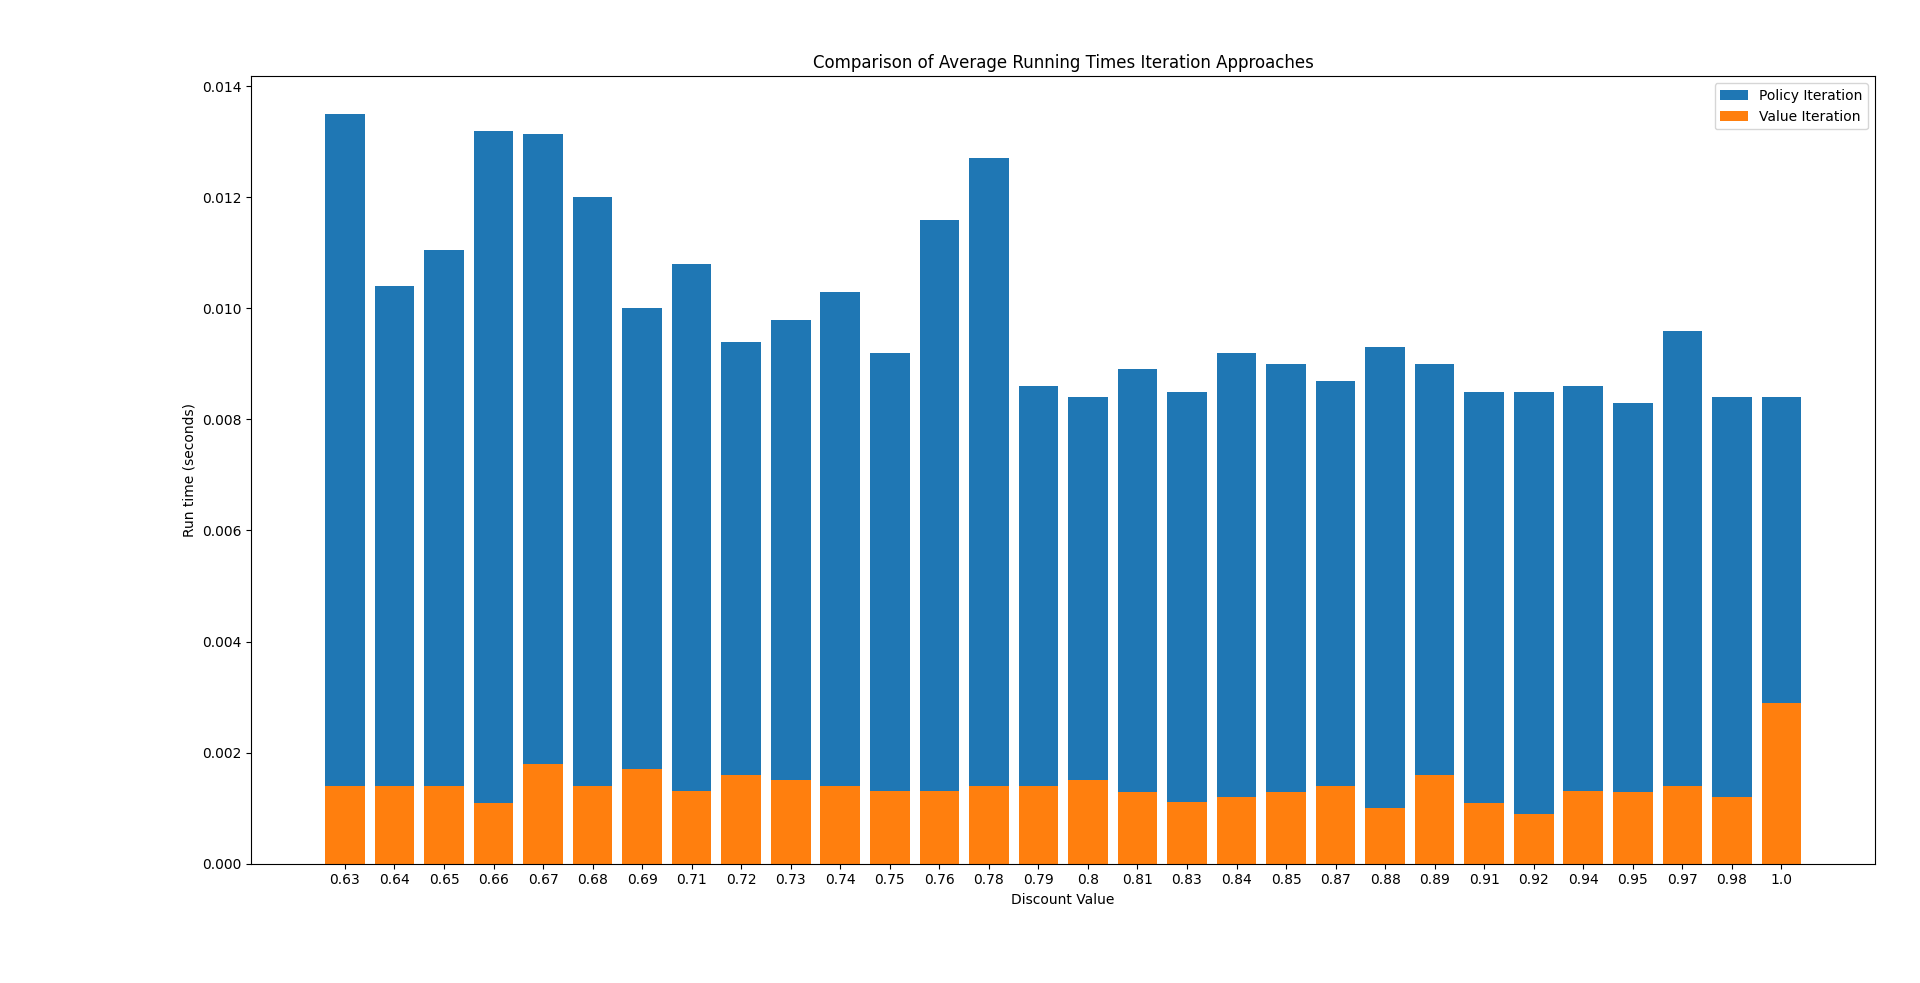 Comparison of Average Running Times Iteration Approaches
Policy Iteration
Value Iteration
0.014
0.012
0.010
0.008
0.006
0.004
0.002
0.000
Run time (seconds)
0.63 0.64 0.65 0.66 0.67 0.68 0.69 0.71 0.72 0.73 0.74 0.75 0.76 0.78 0.79 0.8 0.81 0.83 0.84 0.85 0.87 0.88 0.89 0.91 0.92 0.94 0.95 0.97 0.98 1.0
Discount Value